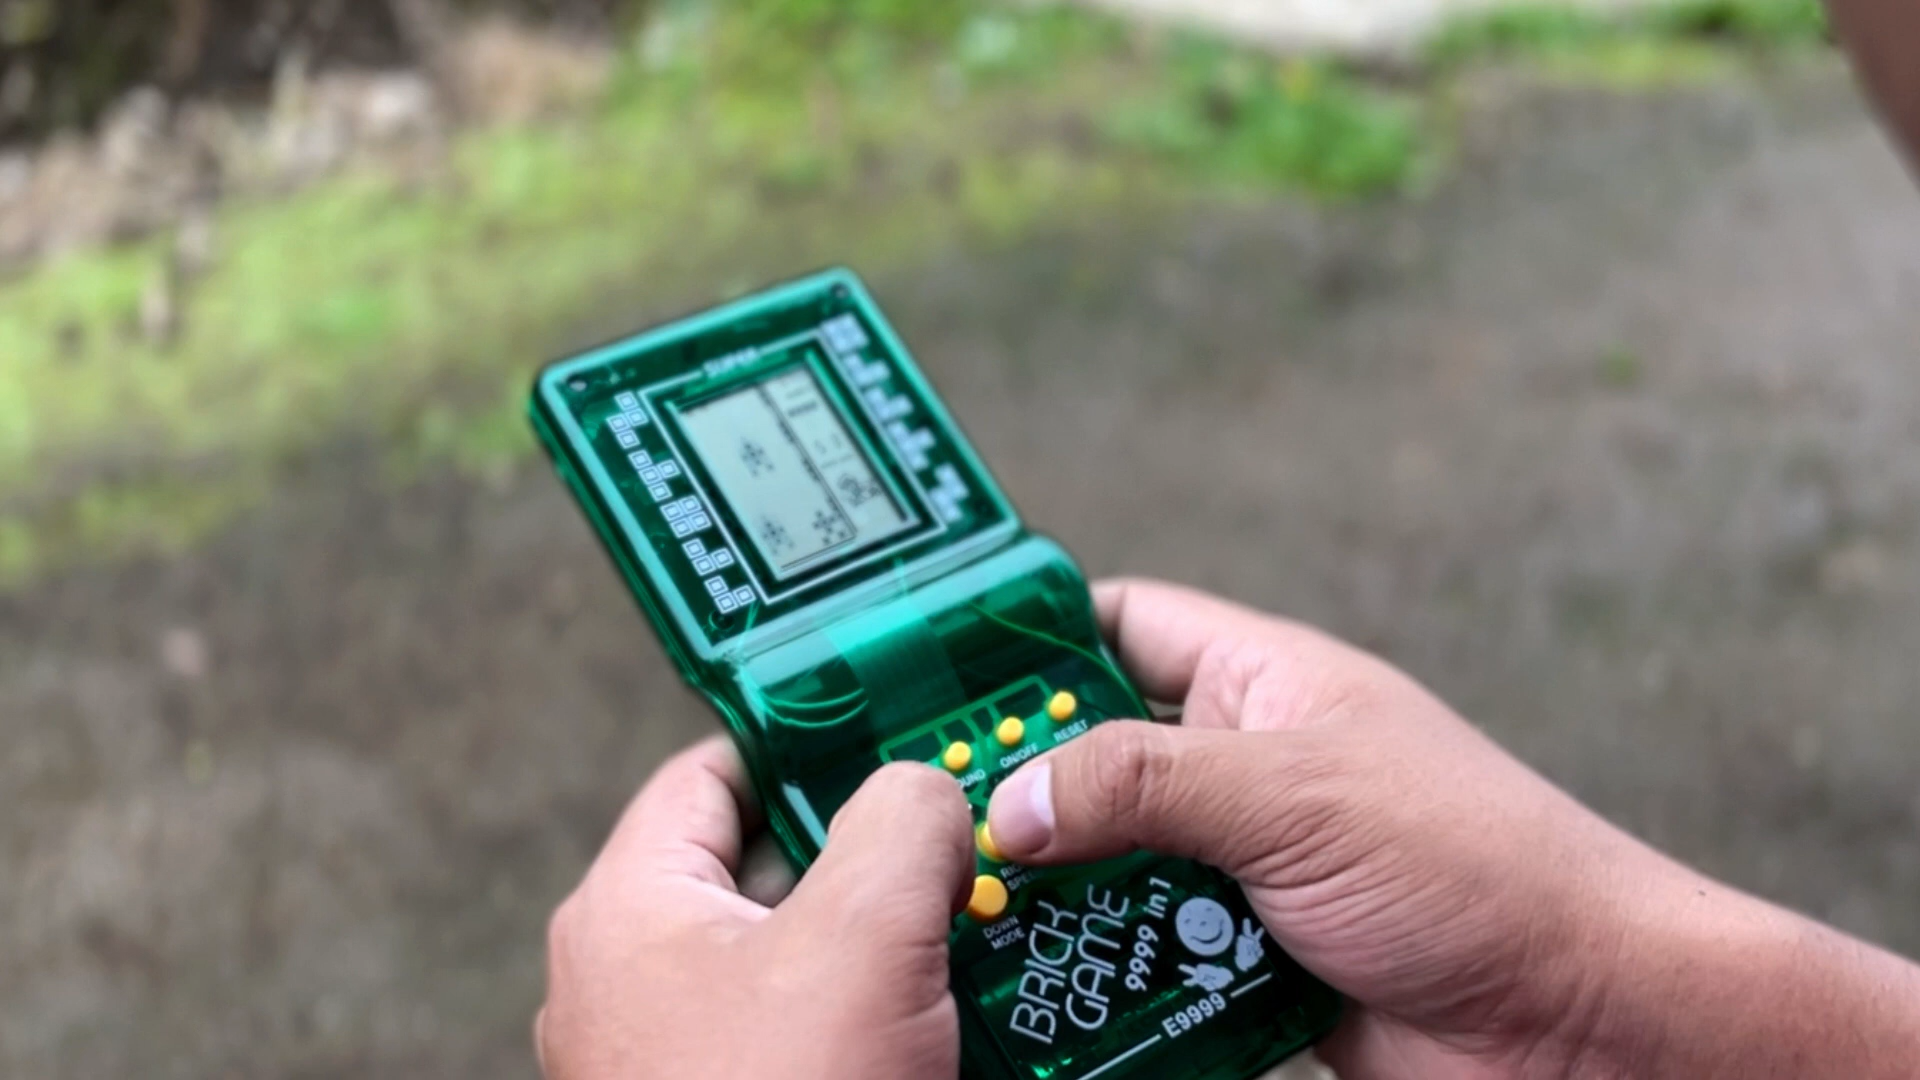 SUPER
ON/OFF
RESET
DOWN
MODE
BRICK
GAME
9999 in 1
E9999